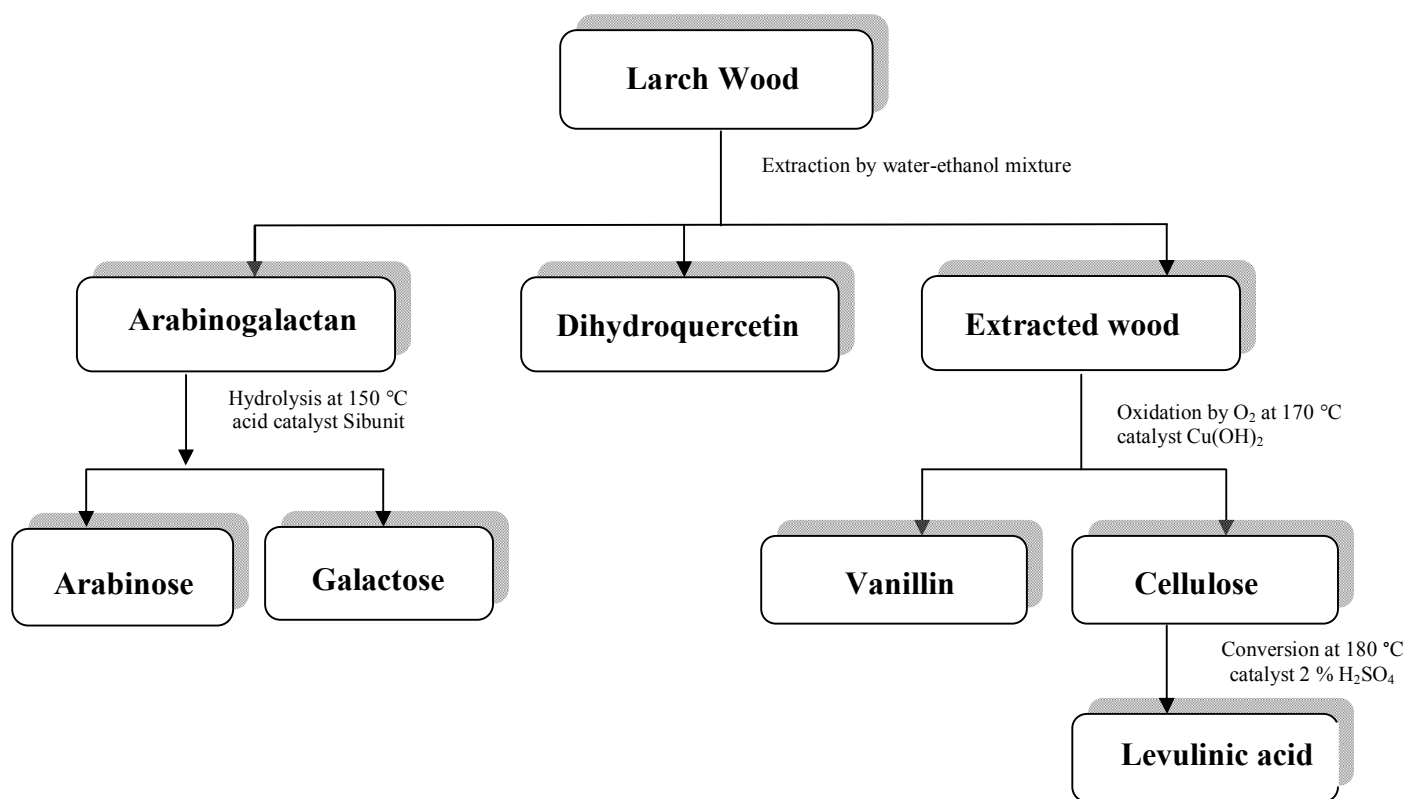 Larch Wood
Extraction by water-ethanol mixture
Arabinogalactan
Dihydroquercetin
Extracted wood
Hydrolysis at 150 °C
acid catalyst Sibunit
Oxidation by O₂ at 170 °C
catalyst Cu(OH)₂
Arabinose
Galactose
Vanillin
Cellulose
Conversion at 180 °C
catalyst 2 % H₂SO₄
Levulinic acid